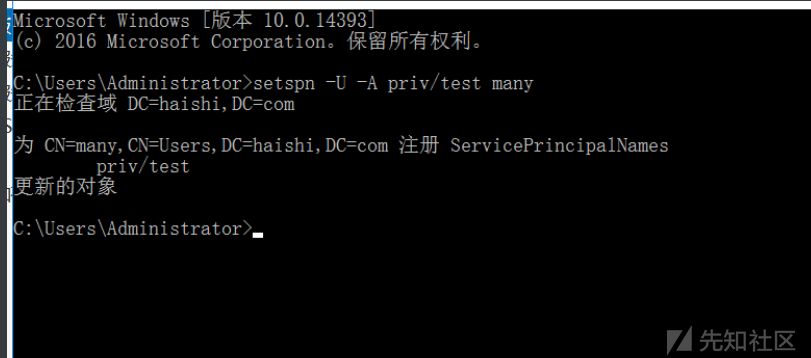 Microsoft Windows [版本 10.0.14393]
(c) 2016 Microsoft Corporation。保留所有权利。
C:\Users\Administrator>setspn -U -A priv/test many
正在检查域 DC=haishi,DC=com
为 CN=many,CN=Users,DC=haishi,DC=com 注册 ServicePrincipalNames
priv/test
更新的对象
C:\Users\Administrator>
先知社区